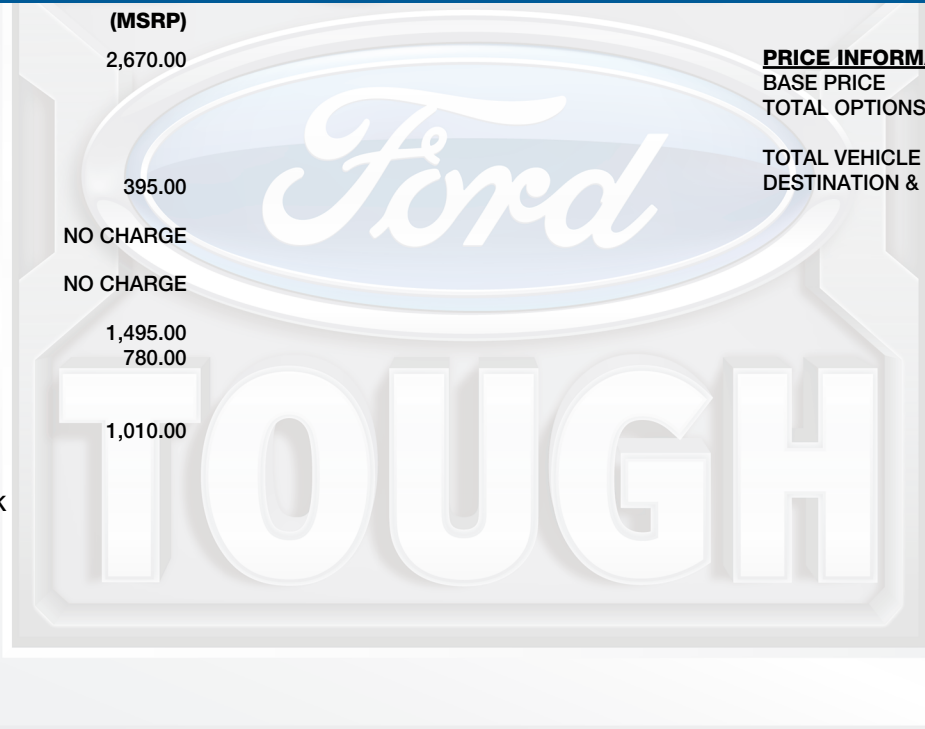 (MSRP)
2,670.00
395.00
NO CHARGE
NO CHARGE
1,495.00
780.00
1,010.00
K
PRICE INFORMA
BASE PRICE
TOTAL OPTIONS
TOTAL VEHICLE
DESTINATION &
Ford
TOUGH